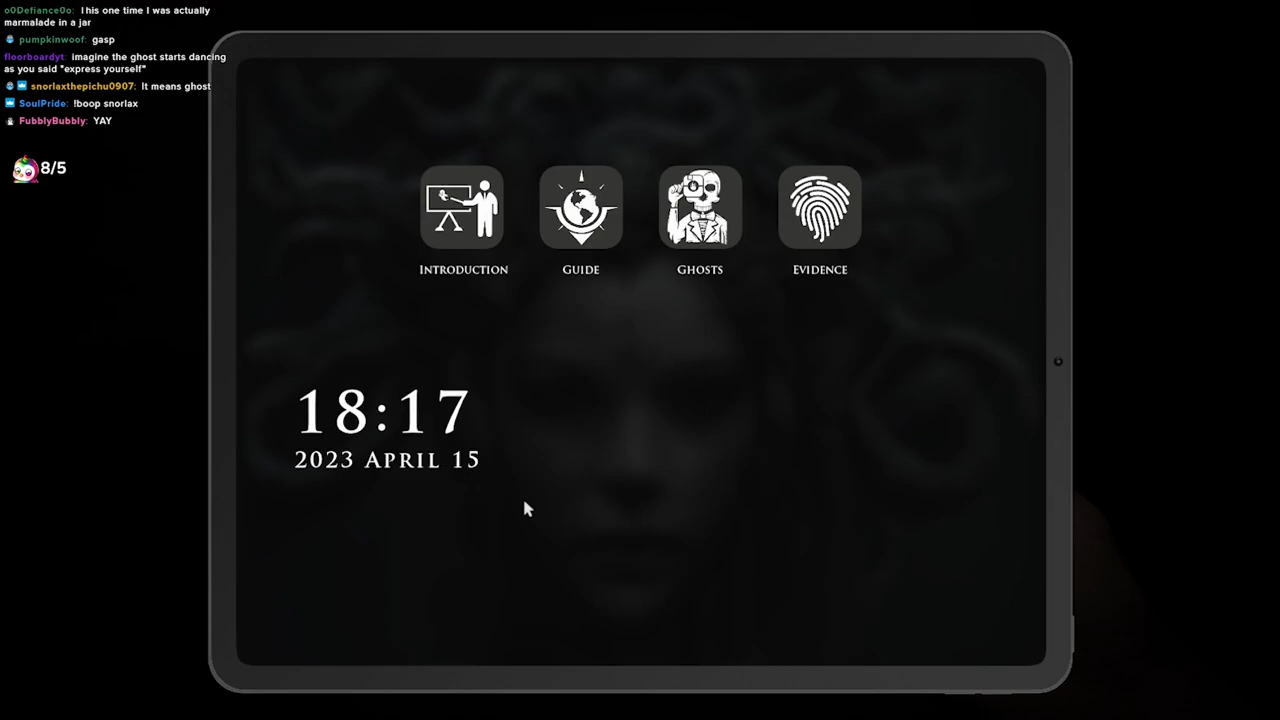 o0Defiance0o: This one time I was actually
marmalade in a jar
pumpkinwoof: gasp
floorboardyt: imagine the ghost starts dancing
as you said "express yourself"
snorlaxthepichu0907: It means ghost
SoulPride: !boop snorlax
FubblyBubbly: YAY
8/5
INTRODUCTION
GUIDE
GHOSTS
EVIDENCE
18:17
2023 APRIL 15